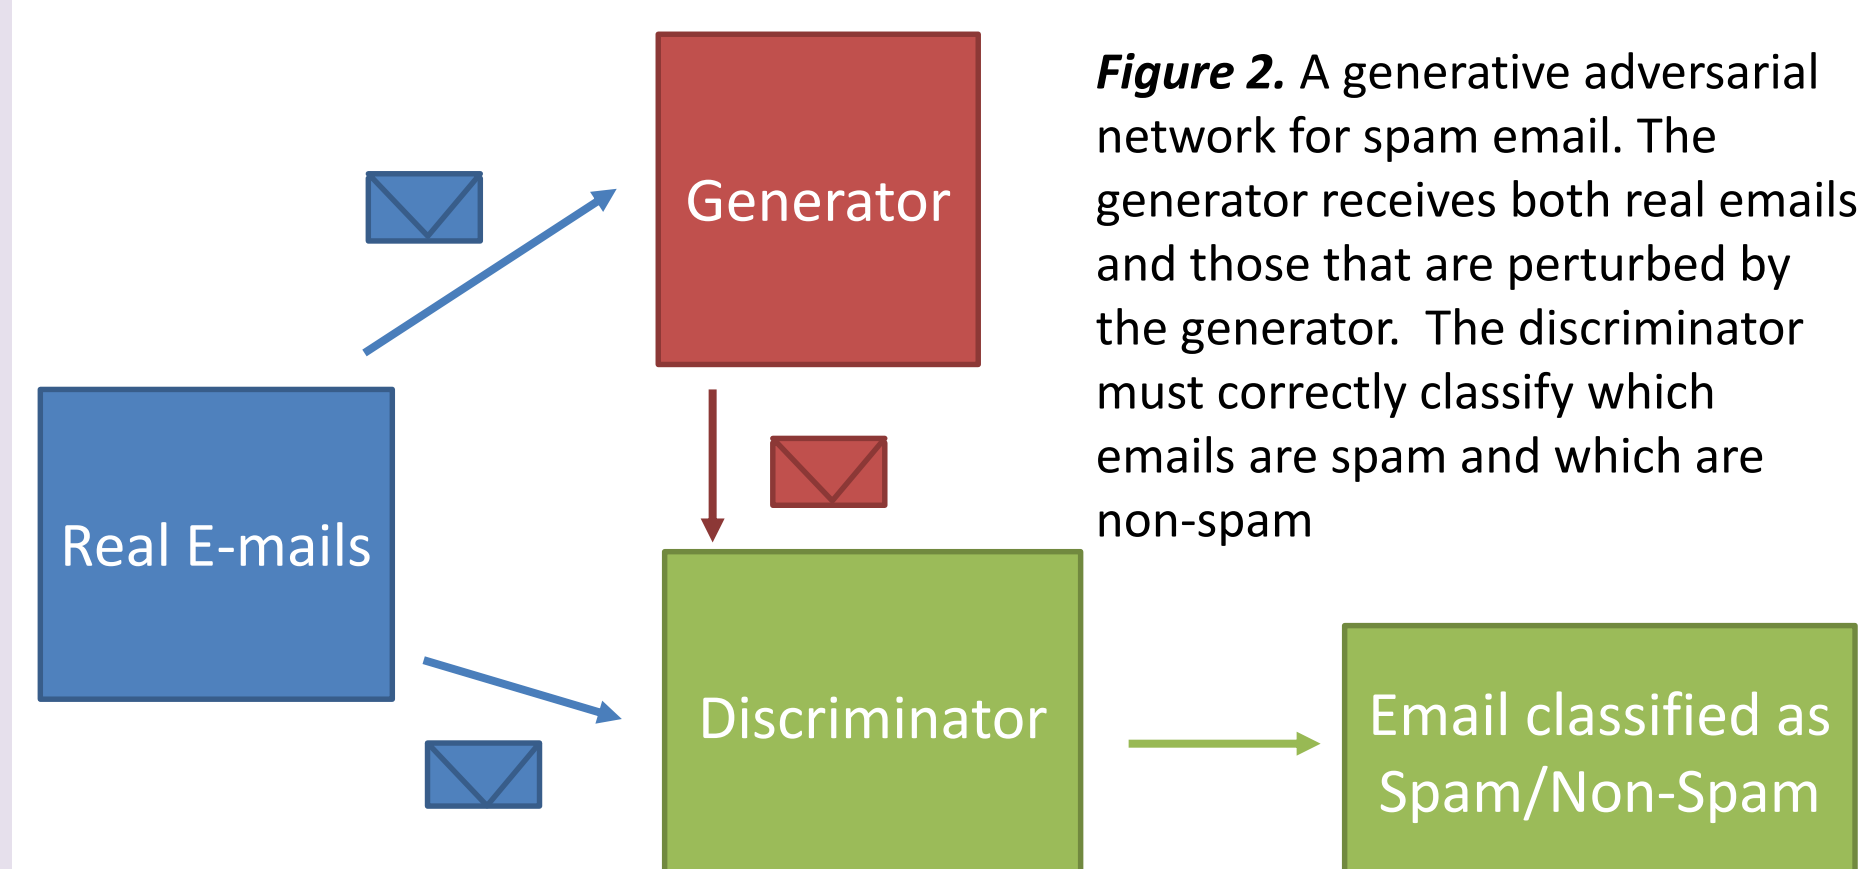 Generator
Figure 2. A generative adversarial
network for spam email. The
generator receives both real emails
and those that are perturbed by
the generator.  The discriminator
must correctly classify which
emails are spam and which are
non-spam
Real E-mails
Discriminator
Email classified as
Spam/Non-Spam